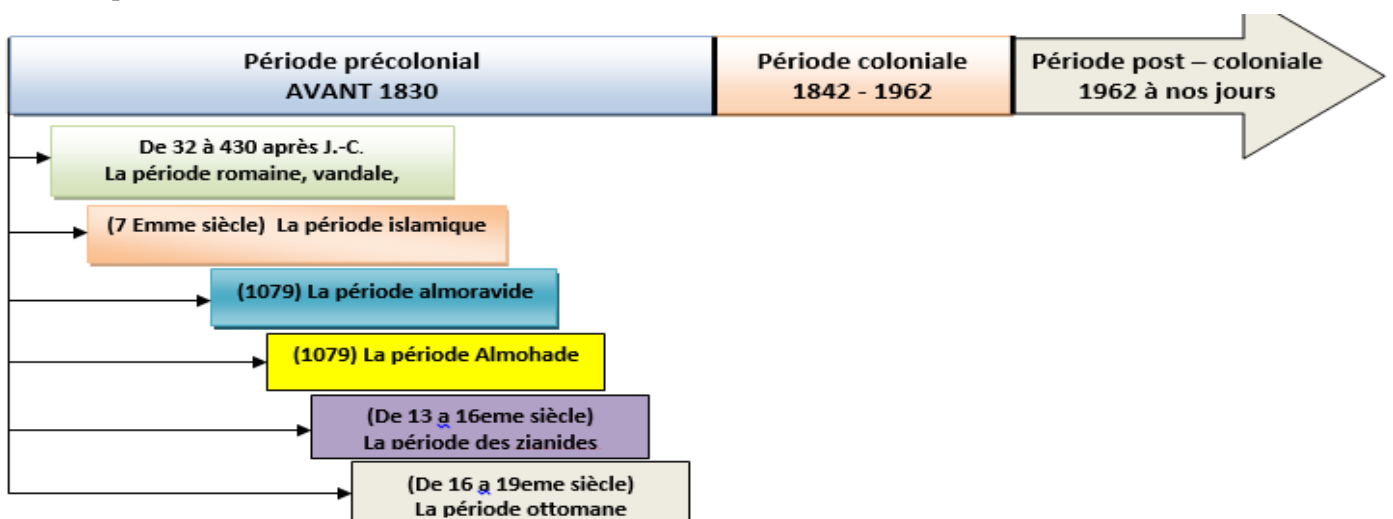 Période précolonial
AVANT 1830
Période coloniale
1842 - 1962
Période post – coloniale
1962 à nos jours
De 32 à 430 après J.-C.
La période romaine, vandale,
(7 Emme siècle) La période islamique
(1079) La période almoravide
(1079) La période Almohade
(De 13 a 16eme siècle)
La période des zianides
(De 16 a 19eme siècle)
La période ottomane